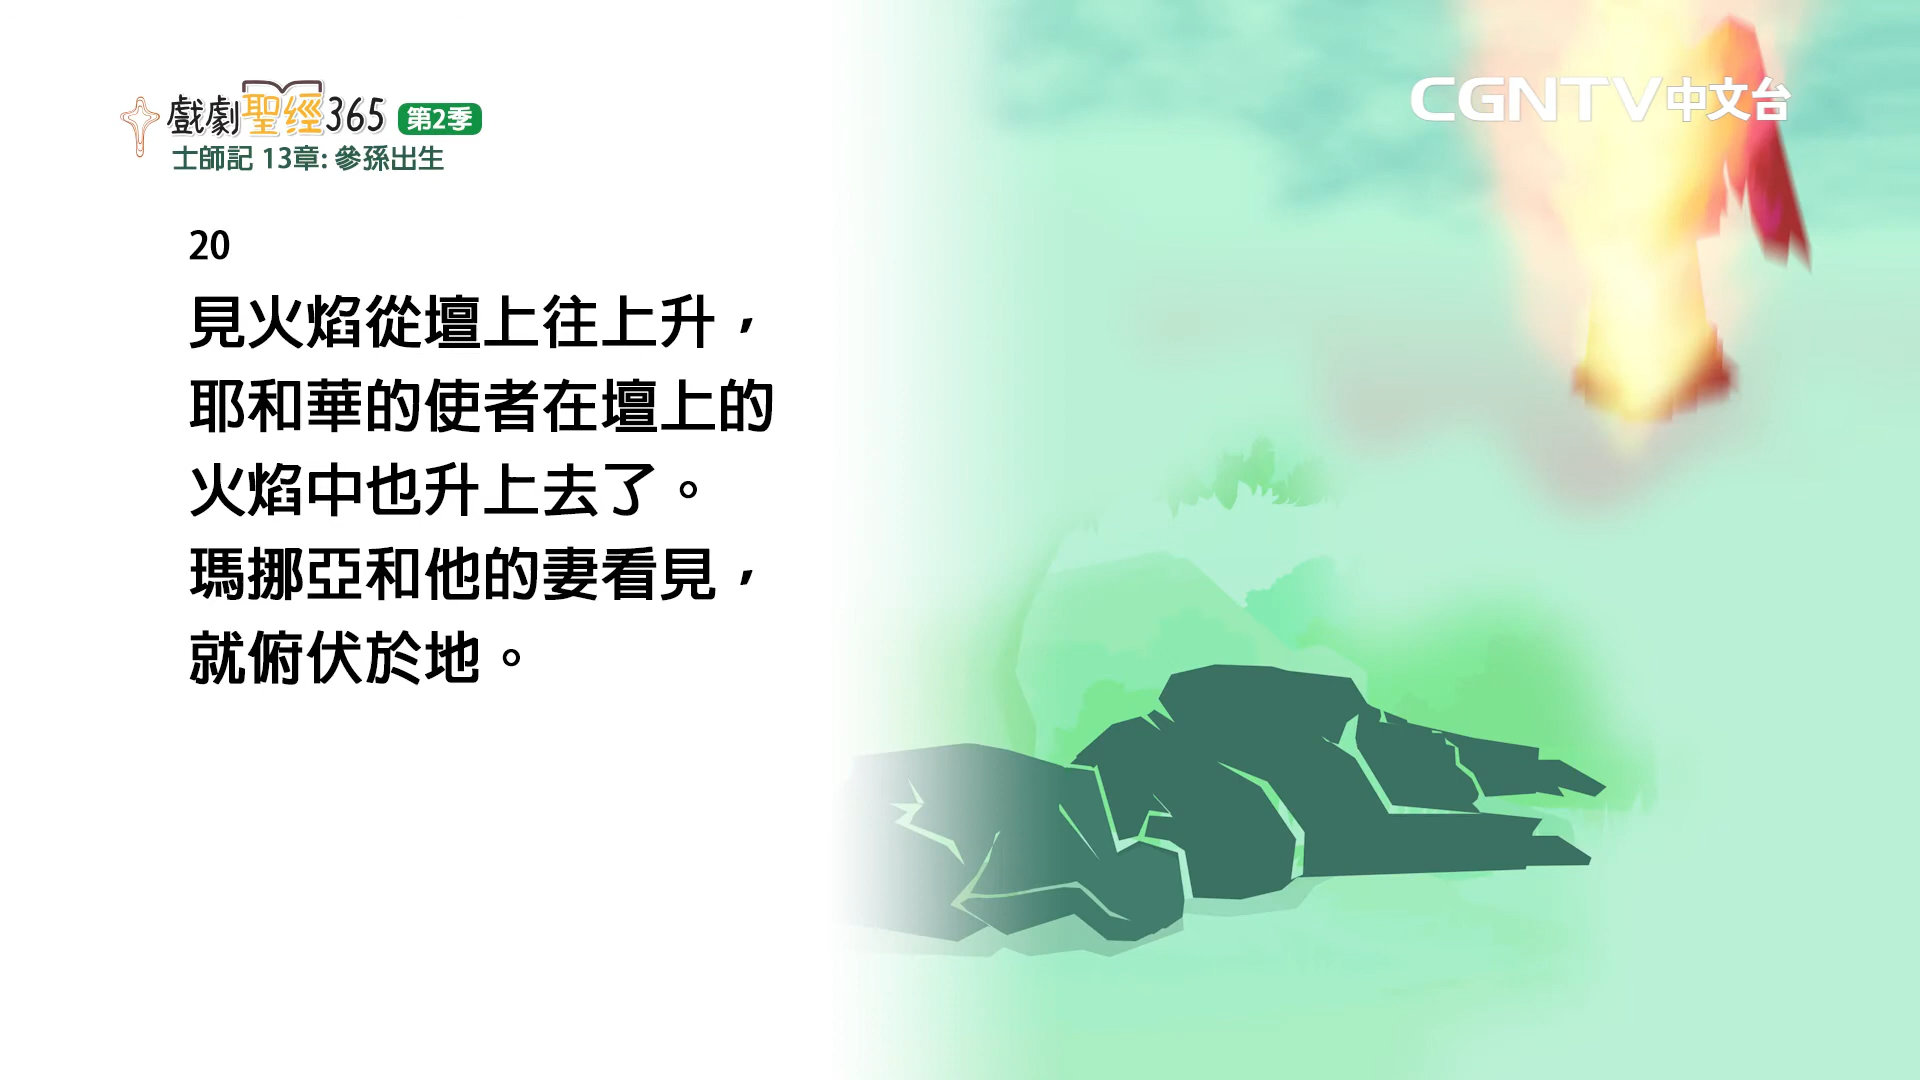 戲劇聖經365 第2季
士師記 13章: 參孫出生
CGNTV中文台
20
見火焰從壇上往上升，
耶和華的使者在壇上的
火焰中也升上去了。
瑪挪亞和他的妻看見，
就俯伏於地。